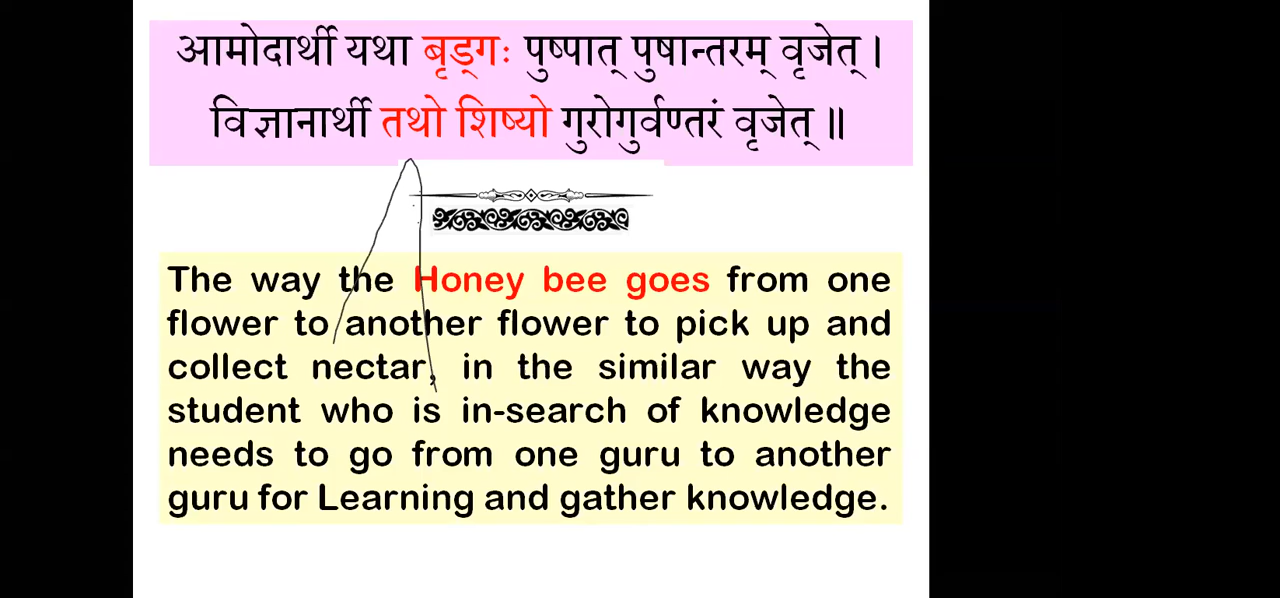 आमोदार्थी यथा बृड्गः पुष्पात् पुषान्तरम् वृजेत् ।
विज्ञानार्थी तथो शिष्यो गुरोगुर्वण्तरं वृजेत् ॥
The way the Honey bee goes from one
flower to another flower to pick up and
collect nectar, in the similar way the
student who is in-search of knowledge
needs to go from one guru to another
guru for Learning and gather knowledge.